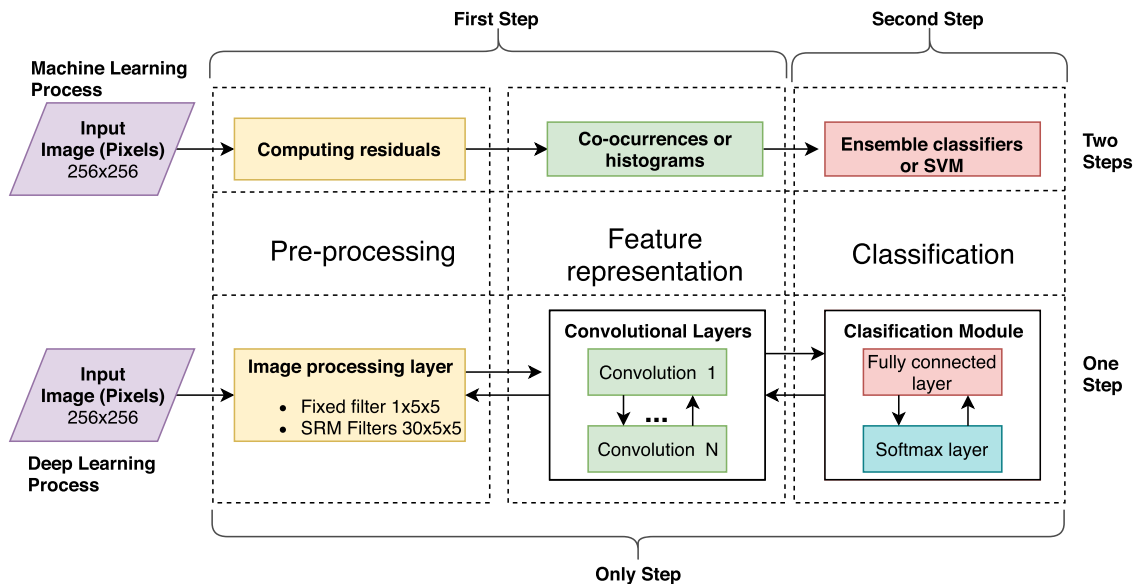 First Step
Second Step
Machine Learning
Process
Input
Image (Pixels)
256x256
Computing residuals
Co-ocurrences or
histograms
Ensemble classifiers
or SVM
Two
Steps
Pre-processing
Feature
representation
Classification
Input
Image (Pixels)
256x256
Deep Learning
Process
Image processing layer
• Fixed filter 1x5x5
• SRM Filters 30x5x5
Convolutional Layers
Convolution 1
...
Convolution N
Clasification Module
Fully connected
layer
Softmax layer
One
Step
Only Step